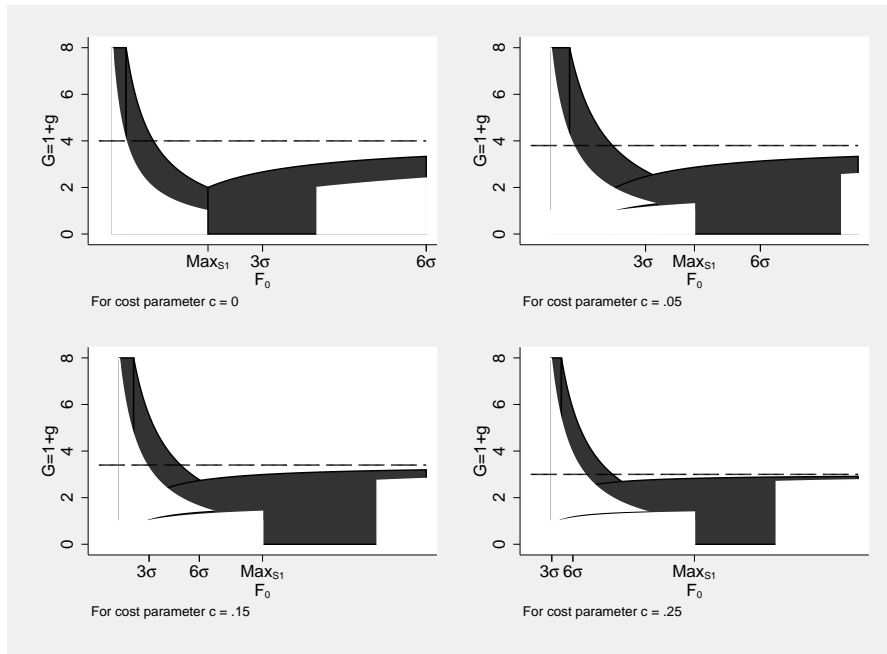 8
6
4
2
0
G=1+g
Max_S1 3σ 6σ
F_0
For cost parameter c = 0
8
6
4
2
0
G=1+g
3σ Max_S1 6σ
F_0
For cost parameter c = .05
8
6
4
2
0
G=1+g
3σ 6σ Max_S1
F_0
For cost parameter c = .15
8
6
4
2
0
G=1+g
3σ 6σ Max_S1
F_0
For cost parameter c = .25